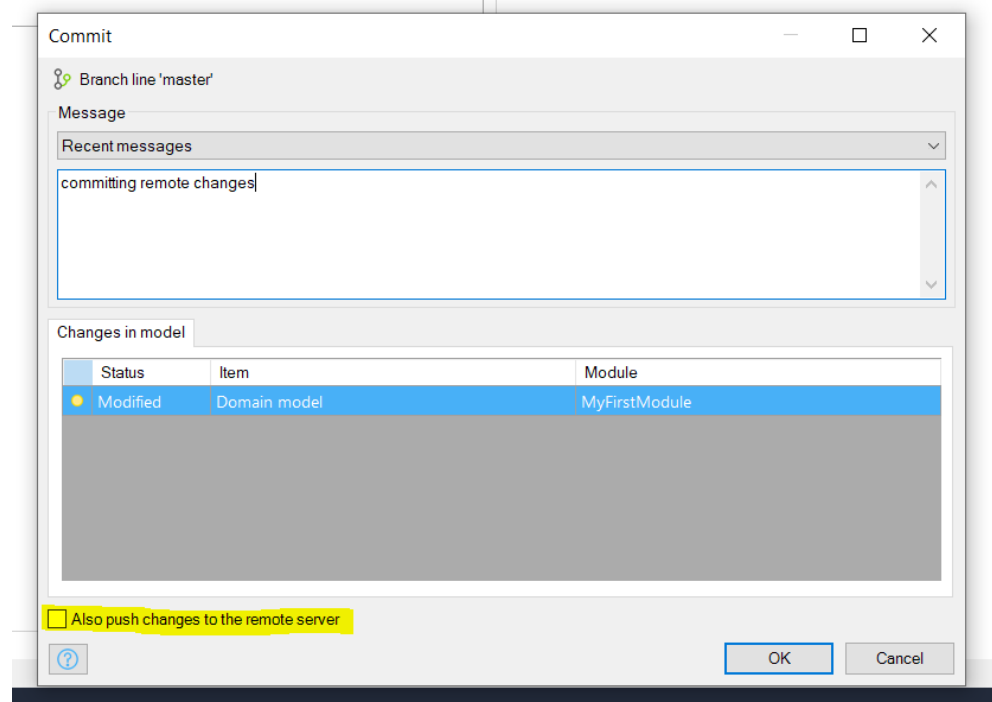 Commit
Branch line 'master'
Message
Recent messages
committing remote changes
Changes in model
Status Item Module
Modified Domain model MyFirstModule
Also push changes to the remote server
? OK Cancel